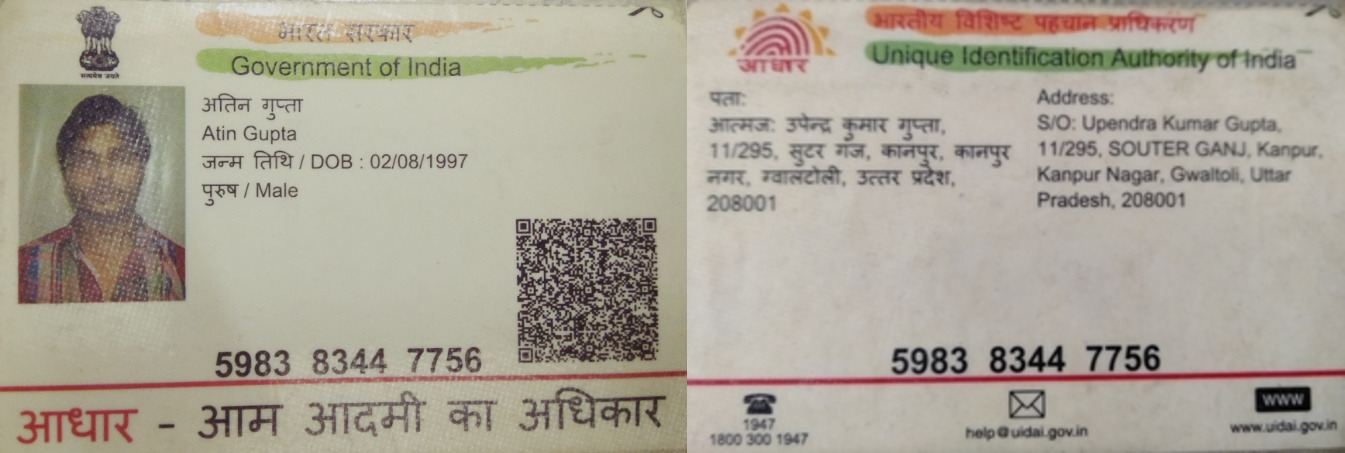 भारत सरकार
Government of India
सत्यमेव जयते
अतिन गुप्ता
Atin Gupta
जन्म तिथि / DOB : 02/08/1997
पुरुष / Male
5983 8344 7756
आधार - आम आदमी का अधिकार
भारतीय विशिष्ट पहचान प्राधिकरण
Unique Identification Authority of India
आधार
पता:
आत्मज: उपेन्द्र कुमार गुप्ता,
11/295, सुटर गंज, कानपुर, कानपुर
नगर, ग्वालटोली, उत्तर प्रदेश,
208001
Address:
S/O: Upendra Kumar Gupta,
11/295, SOUTER GANJ, Kanpur,
Kanpur Nagar, Gwaltoli, Uttar
Pradesh, 208001
5983 8344 7756
1947
1800 300 1947
help@uidai.gov.in
WWW
www.uidai.gov.in